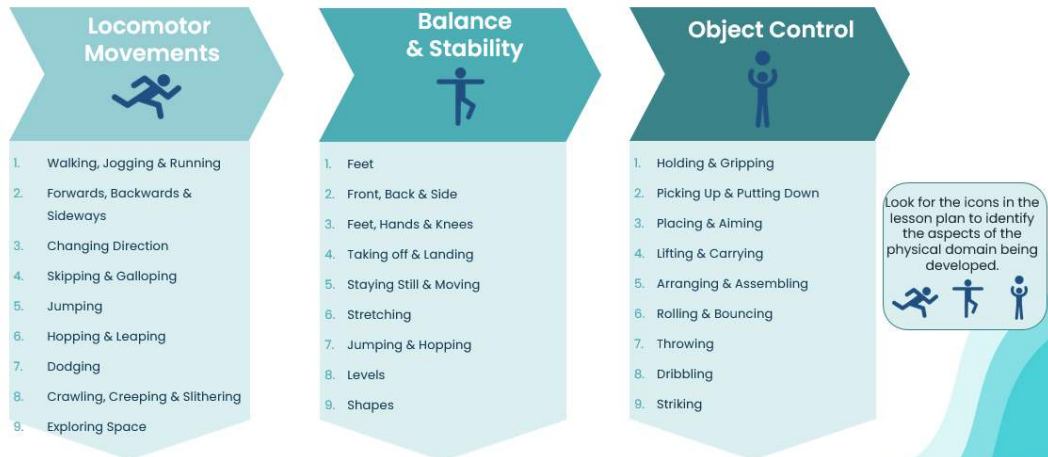 Locomotor
Movements
1. Walking, Jogging & Running
2. Forwards, Backwards &
Sideways
3. Changing Direction
4. Skipping & Galloping
5. Jumping
6. Hopping & Leaping
7. Dodging
8. Crawling, Creeping & Slithering
9. Exploring Space
Balance
& Stability
1. Feet
2. Front, Back & Side
3. Feet, Hands & Knees
4. Taking off & Landing
5. Staying Still & Moving
6. Stretching
7. Jumping & Hopping
8. Levels
9. Shapes
Object Control
1. Holding & Gripping
2. Picking Up & Putting Down
3. Placing & Aiming
4. Lifting & Carrying
5. Arranging & Assembling
6. Rolling & Bouncing
7. Throwing
8. Dribbling
9. Striking
Look for the icons in the
lesson plan to identify
the aspects of the
physical domain being
developed.